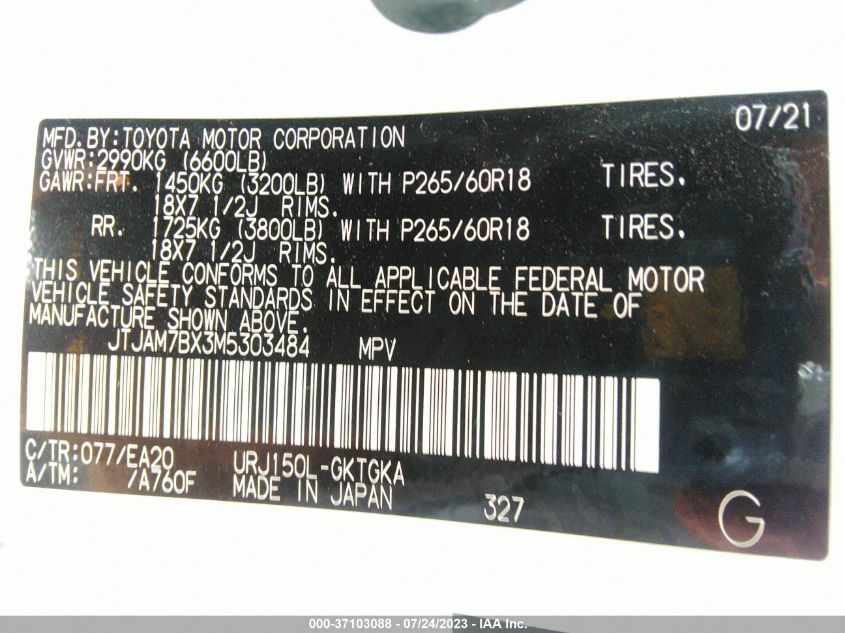 07/21
MFD.BY:TOYOTA MOTOR CORPORATION
GVWR:2990KG (6600LB)
GAWR:FRT. 1450KG (3200LB) WITH P265/60R18 TIRES.
18X7 1/2J RIMS.
RR. 1725KG (3800LB) WITH P265/60R18 TIRES.
18X7 1/2J RIMS.
THIS VEHICLE CONFORMS TO ALL APPLICABLE FEDERAL MOTOR
VEHICLE SAFETY STANDARDS IN EFFECT ON THE DATE OF
MANUFACTURE SHOWN ABOVE.
JTJAM7BX3M5303484 MPV
C/TR:077/EA20 URJ150L-GKTGKA
A/TM: /A760F MADE IN JAPAN 327
G
000-37103088 - 07/24/2023 - IAA Inc.